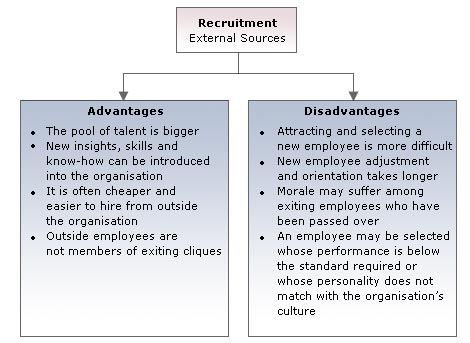 Recruitment
External Sources
Advantages
• The pool of talent is bigger
• New insights, skills and
know-how can be introduced
into the organisation
• It is often cheaper and
easier to hire from outside
the organisation
• Outside employees are
not members of exiting cliques
Disadvantages
• Attracting and selecting a
new employee is more difficult
• New employee adjustment
and orientation takes longer
• Morale may suffer among
exiting employees who have
been passed over
• An employee may be selected
whose performance is below
the standard required or
whose personality does not
match with the organisation's
culture